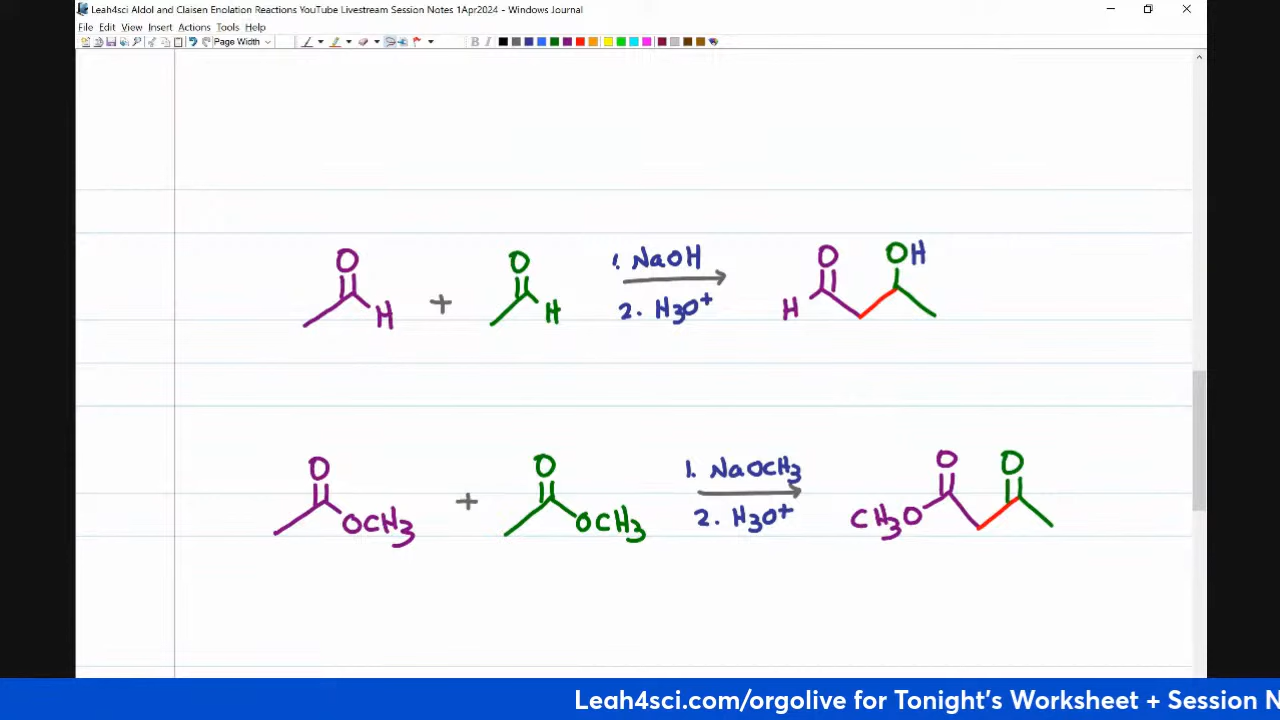 Leah4sci Aldol and Claisen Enolation Reactions YouTube Livestream Session Notes 1Apr2024 - Windows Journal
File Edit View Insert Actions Tools Help
Page Width
B I
O O 1. NaOH O OH
H + H 2. H3O+ H
O O 1. NaOCH3 O O
OCH3 + OCH3 2. H3O+ CH3O
Leah4sci.com/orgolive for Tonight's Worksheet + Session N